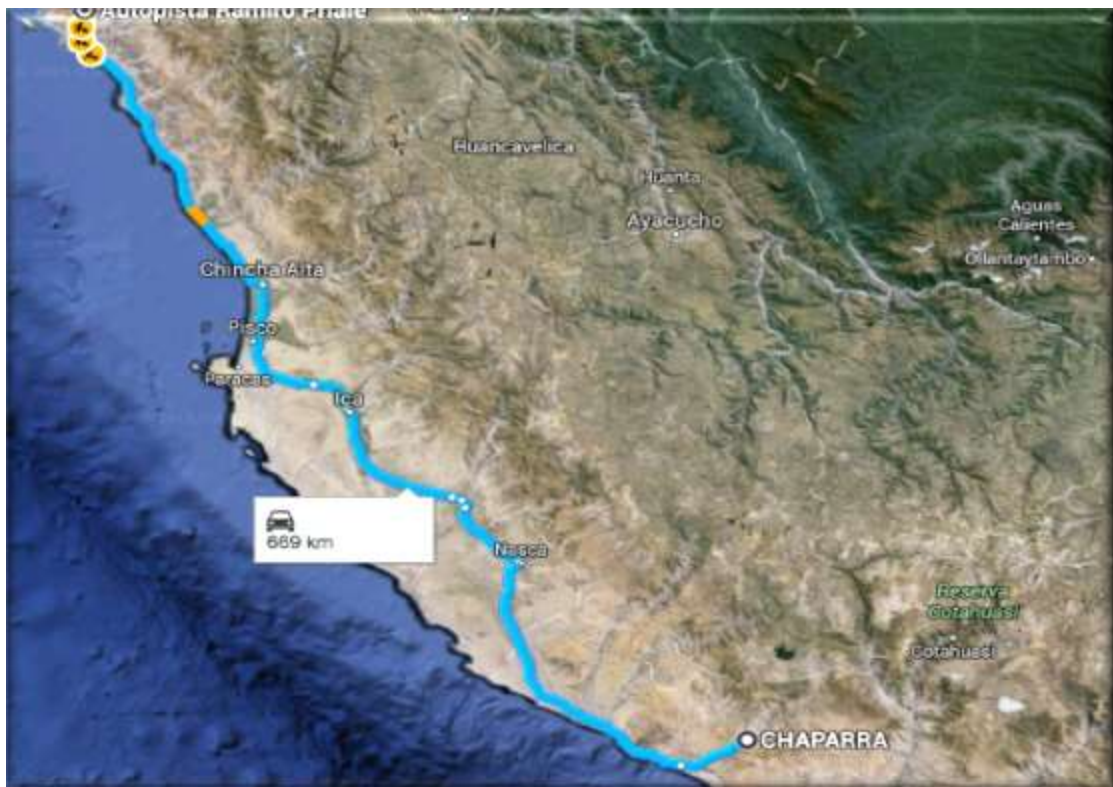 Autopista Ramiro Prialé
Huancavelica
Huanta
Ayacucho
Aguas
Calientes
Ollantaytambo
Chincha Alta
Pisco
Paracas
Ica
669 km
Nasca
Reserva
Cotahuasi
Cotahuasi
CHAPARRA